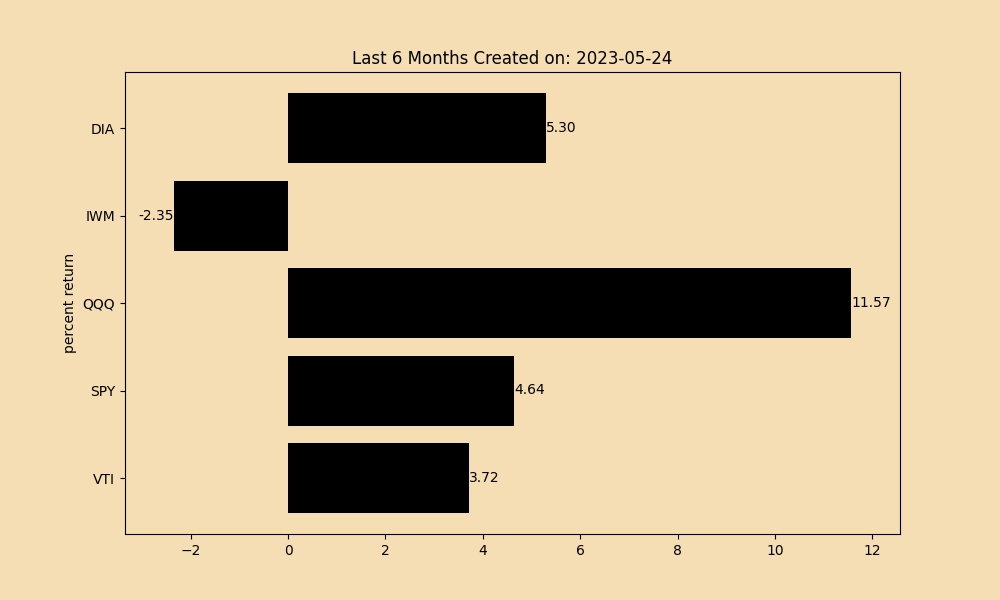 Last 6 Months Created on: 2023-05-24
percent return
DIA
5.30
IWM
-2.35
QQQ
11.57
SPY
4.64
VTI
3.72
−2 0 2 4 6 8 10 12